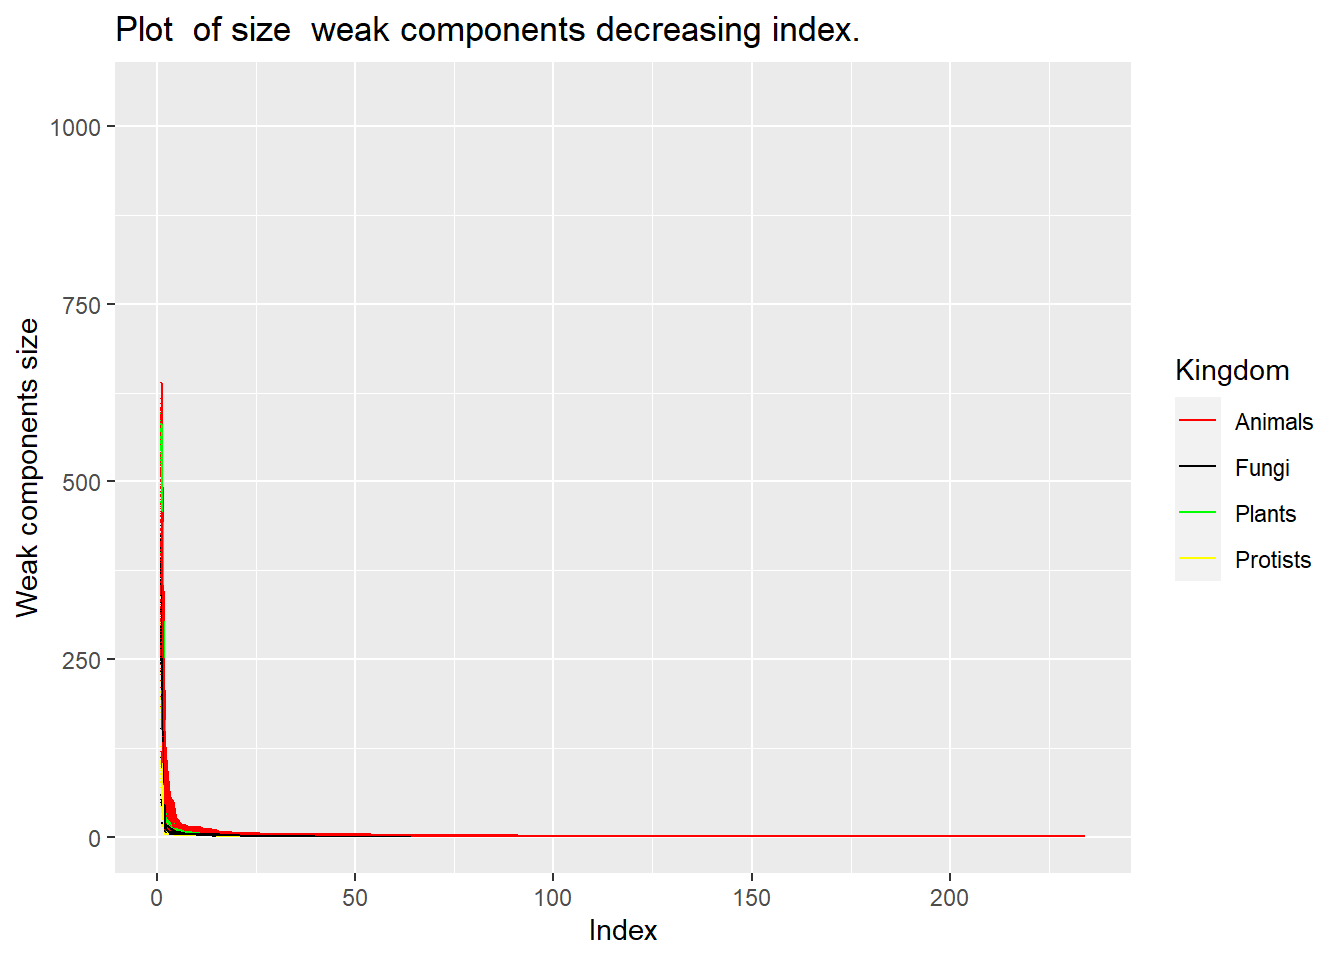 Plot  of size  weak components decreasing index.
1000
750
500
250
0
Weak components size
0 50 100 150 200
Index
Kingdom
Animals
Fungi
Plants
Protists